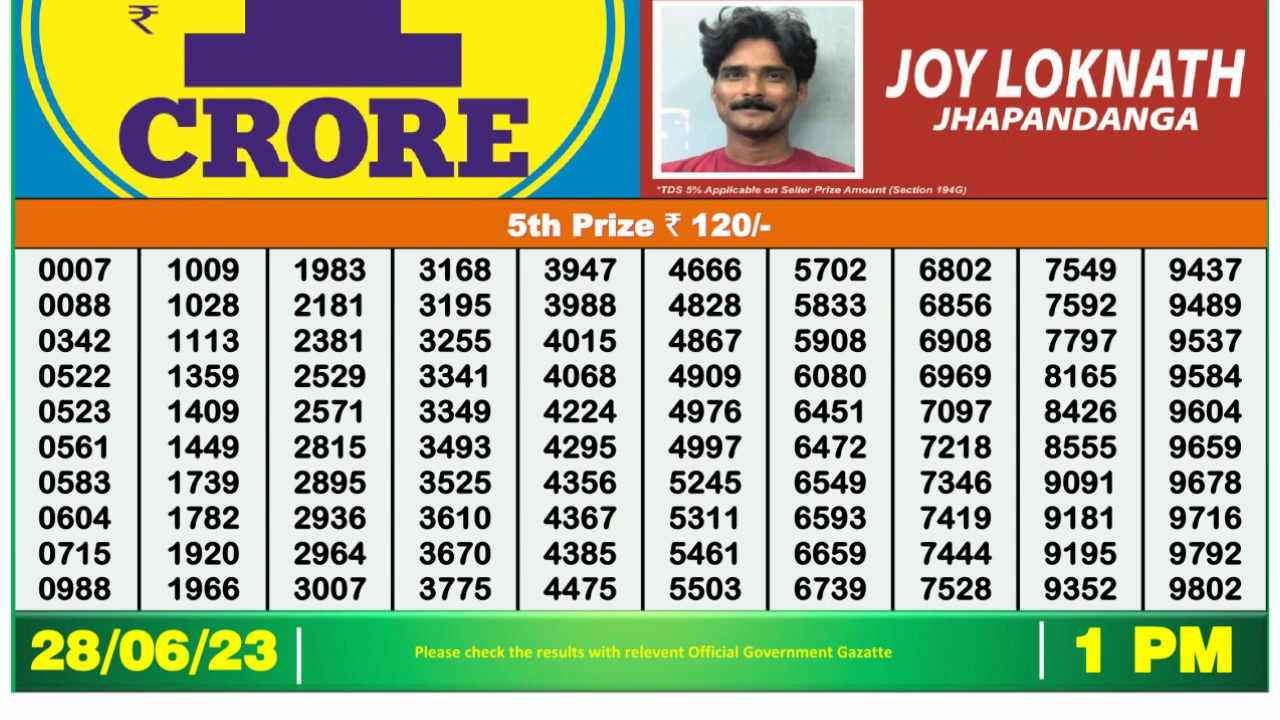 ₹
1
CRORE
JOY LOKNATH
JHAPANDANGA
*TDS 5% Applicable on Seller Prize Amount (Section 194G)
5th Prize ₹ 120/-
0007 1009 1983 3168 3947 4666 5702 6802 7549 9437
0088 1028 2181 3195 3988 4828 5833 6856 7592 9489
0342 1113 2381 3255 4015 4867 5908 6908 7797 9537
0522 1359 2529 3341 4068 4909 6080 6969 8165 9584
0523 1409 2571 3349 4224 4976 6451 7097 8426 9604
0561 1449 2815 3493 4295 4997 6472 7218 8555 9659
0583 1739 2895 3525 4356 5245 6549 7346 9091 9678
0604 1782 2936 3610 4367 5311 6593 7419 9181 9716
0715 1920 2964 3670 4385 5461 6659 7444 9195 9792
0988 1966 3007 3775 4475 5503 6739 7528 9352 9802
28/06/23
Please check the results with relevent Official Government Gazatte
1 PM